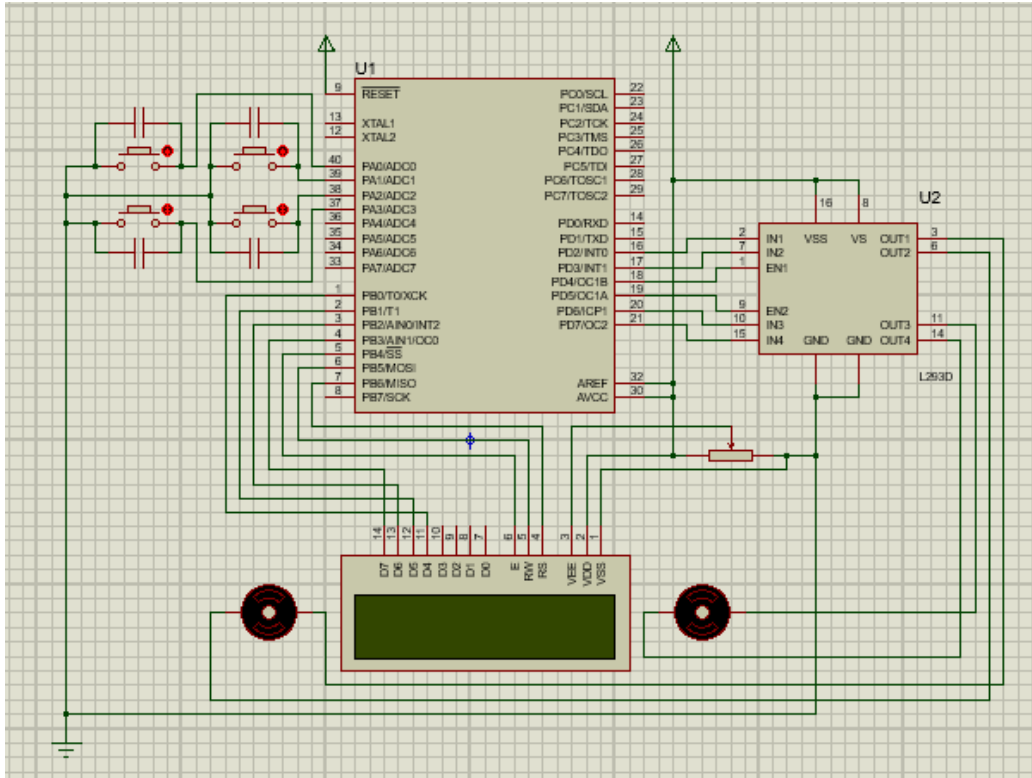 U1
9 RESET
13 XTAL1
12 XTAL2
40 PA0/ADC0
39 PA1/ADC1
38 PA2/ADC2
37 PA3/ADC3
36 PA4/ADC4
35 PA5/ADC5
34 PA6/ADC6
33 PA7/ADC7
1 PB0/T0/XCK
2 PB1/T1
3 PB2/AIN0/INT2
4 PB3/AIN1/OC0
5 PB4/SS
6 PB5/MOSI
7 PB6/MISO
8 PB7/SCK
PC0/SCL 22
PC1/SDA 23
PC2/TCK 24
PC3/TMS 25
PC4/TDO 26
PC5/TDI 27
PC6/TOSC1 28
PC7/TOSC2 29
PD0/RXD 14
PD1/TXD 15
PD2/INT0 16
PD3/INT1 17
PD4/OC1B 18
PD5/OC1A 19
PD6/ICP1 20
PD7/OC2 21
AREF 32
AVCC 30
U2
16 8
2 IN1 VSS VS OUT1 3
7 IN2 OUT2 6
1 EN1
9 EN2
10 IN3 OUT3 11
15 IN4 GND GND OUT4 14
L293D
14 13 12 11 10 9 8 7 6 5 4 3 2 1
D7 D6 D5 D4 D3 D2 D1 D0 E RW RS VEE VDD VSS